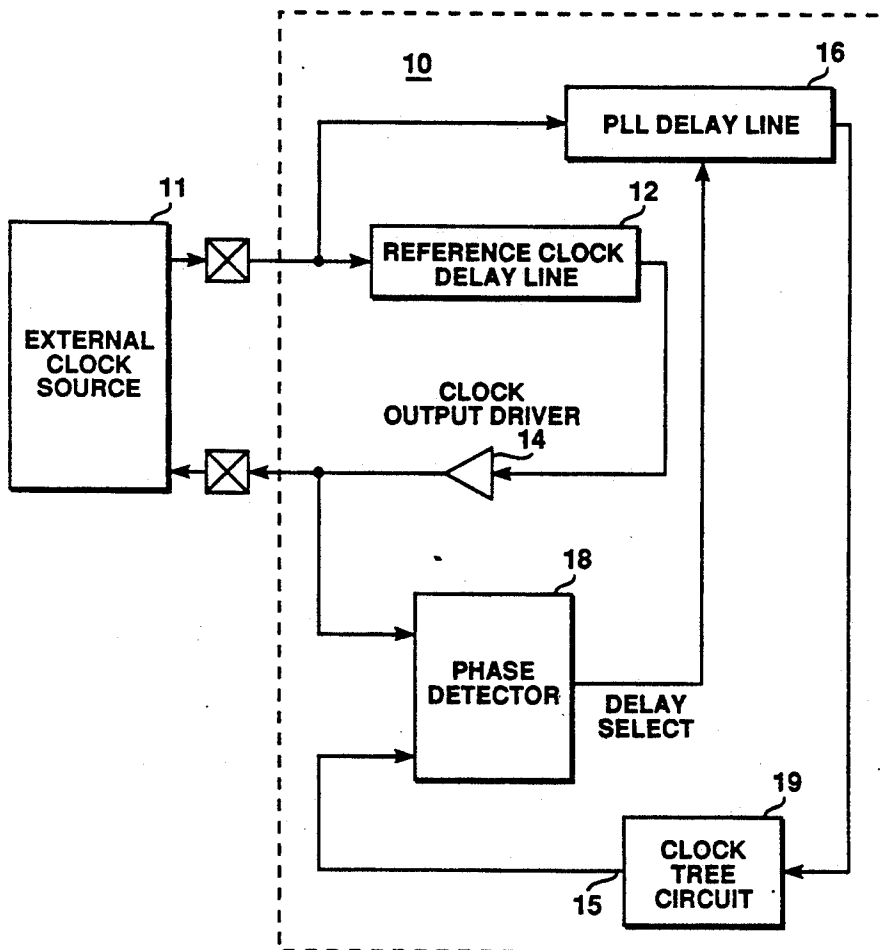 10
16
PLL DELAY LINE
11
12
REFERENCE CLOCK
DELAY LINE
EXTERNAL
CLOCK
SOURCE
CLOCK
OUTPUT DRIVER
14
18
PHASE
DETECTOR
DELAY
SELECT
19
CLOCK
TREE
CIRCUIT
15